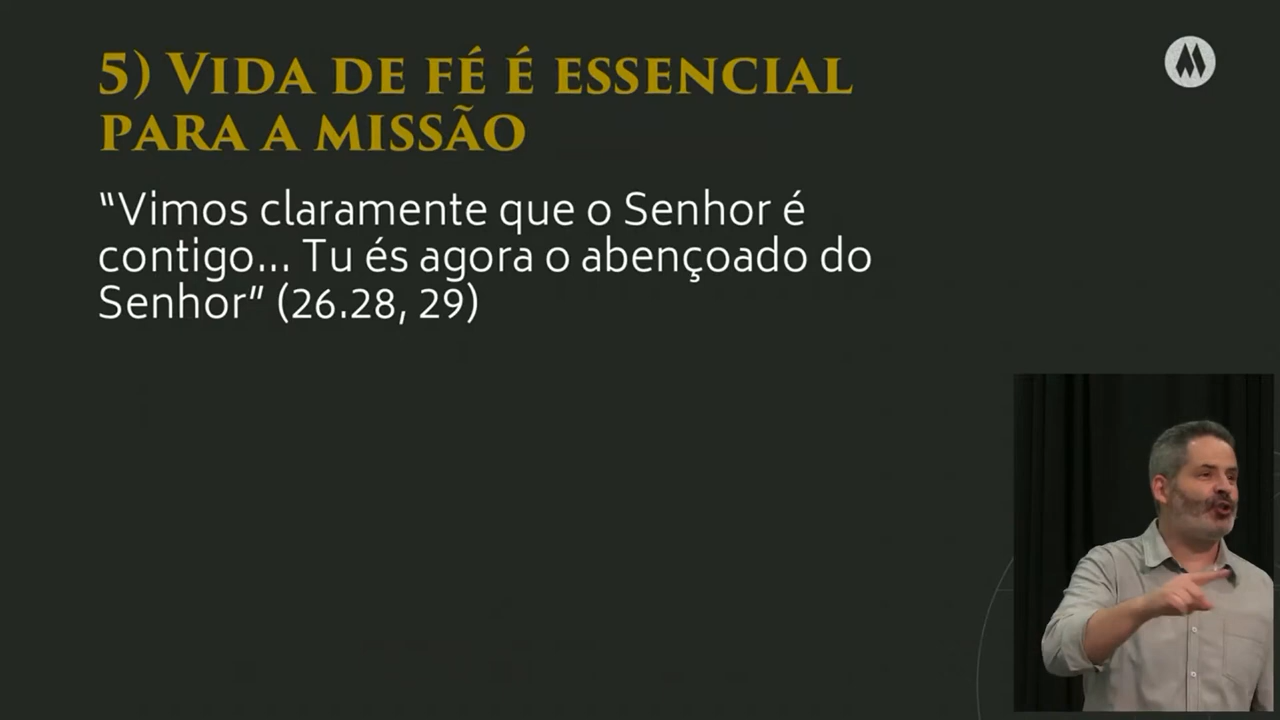 5) VIDA DE FÉ É ESSENCIAL
PARA A MISSÃO
“Vimos claramente que o Senhor é
contigo... Tu és agora o abençoado do
Senhor” (26.28, 29)